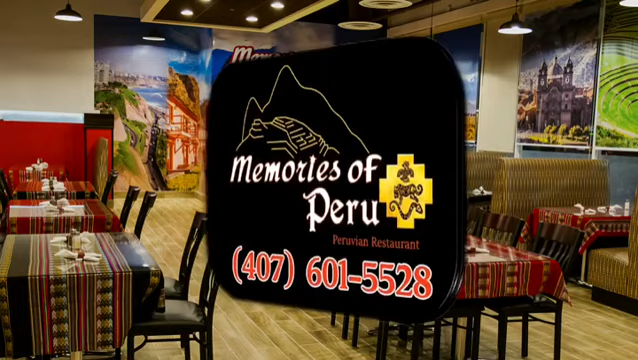 Memories of
Peru
Peruvian Restaurant
(407) 601-5528